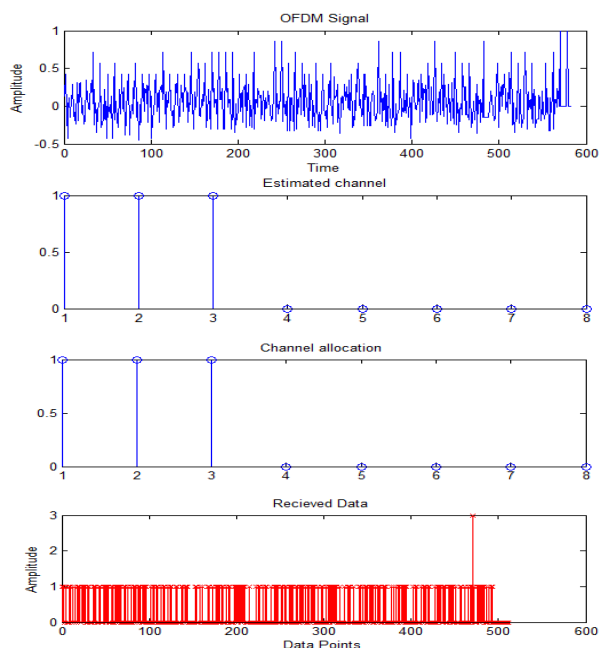 OFDM Signal
1
0.5
0
-0.5
Amplitude
0 100 200 300 400 500 600
Time
Estimated channel
1
0.5
0
1 2 3 4 5 6 7 8
Channel allocation
1
0.5
0
1 2 3 4 5 6 7 8
Recieved Data
3
2
1
0
Amplitude
0 100 200 300 400 500 600
Data Points